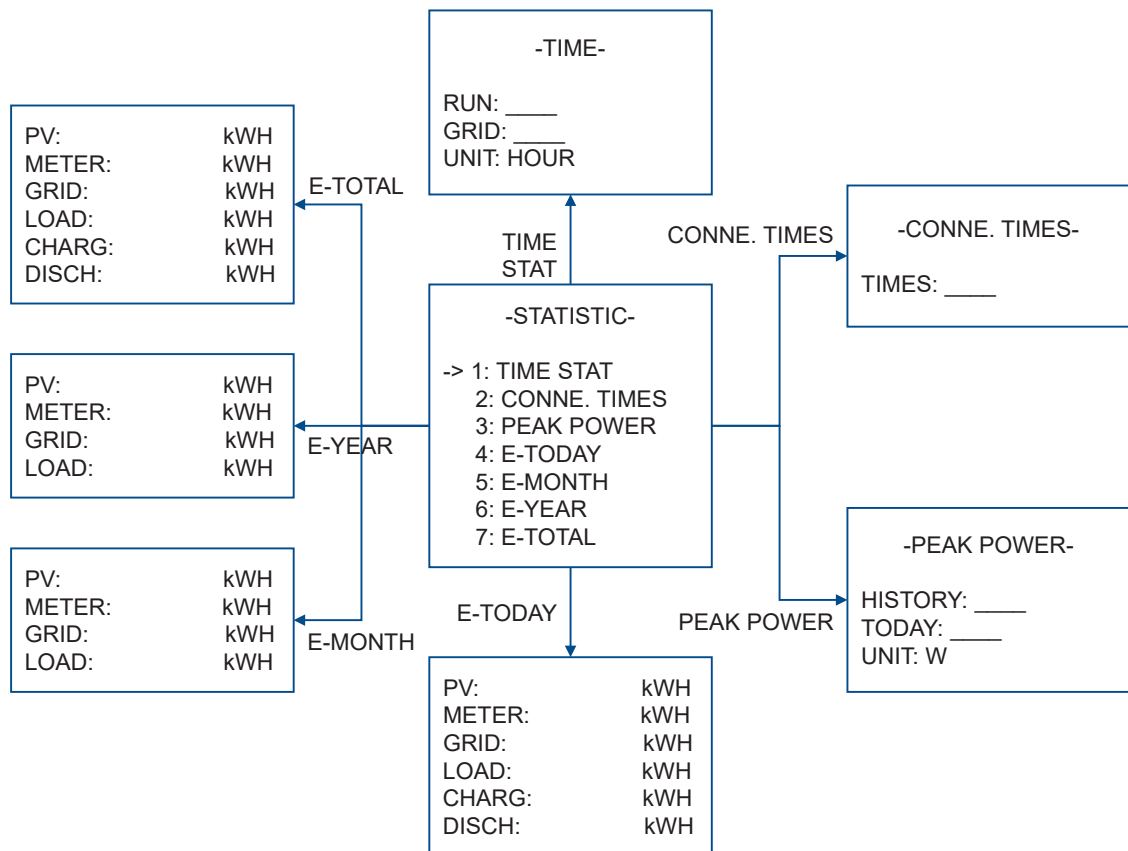 -TIME-
RUN: ____
GRID: ____
UNIT: HOUR
PV: kWH
METER: kWH
GRID: kWH
LOAD: kWH
CHARG: kWH
DISCH: kWH
E-TOTAL
TIME
STAT
CONNE. TIMES
-CONNE. TIMES-
TIMES: ____
-STATISTIC-
-> 1: TIME STAT
2: CONNE. TIMES
3: PEAK POWER
4: E-TODAY
5: E-MONTH
6: E-YEAR
7: E-TOTAL
PV: kWH
METER: kWH
GRID: kWH
LOAD: kWH
E-YEAR
PV: kWH
METER: kWH
GRID: kWH
LOAD: kWH
E-MONTH
E-TODAY
PEAK POWER
-PEAK POWER-
HISTORY: ____
TODAY: ____
UNIT: W
PV: kWH
METER: kWH
GRID: kWH
LOAD: kWH
CHARG: kWH
DISCH: kWH